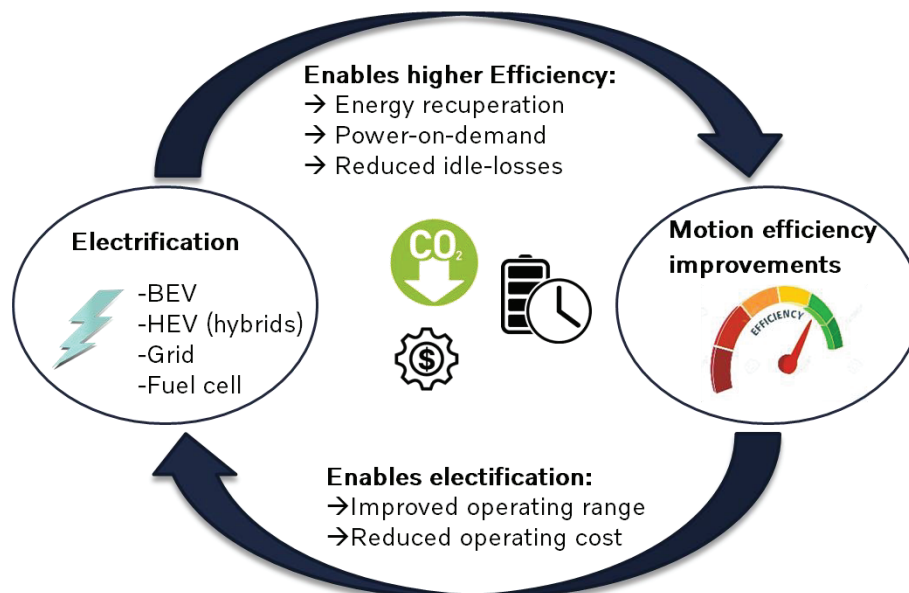 Enables higher Efficiency:
→ Energy recuperation
→ Power-on-demand
→ Reduced idle-losses
Electrification
-BEV
-HEV (hybrids)
-Grid
-Fuel cell
CO₂
$
Motion efficiency
improvements
EFFICIENCY
Enables electification:
→Improved operating range
→Reduced operating cost